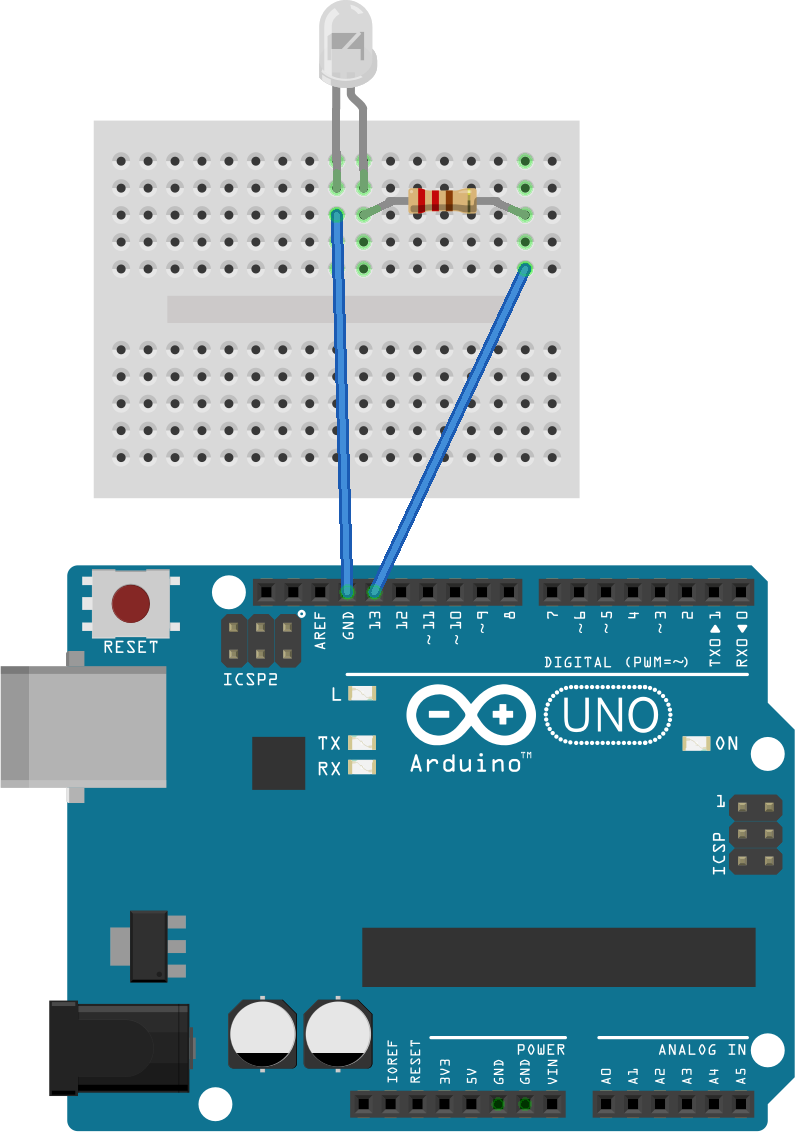 RESET
ICSP2
AREF
GND
13
12
~11
~10
~9
8
7
~6
~5
4
~3
2
TX0▶1
RX0◀0
DIGITAL (PWM=~)
L
TX
RX
Arduino™
UNO
ON
1
ICSP
IOREF
RESET
3V3
5V
GND
GND
VIN
POWER
A0
A1
A2
A3
A4
A5
ANALOG IN